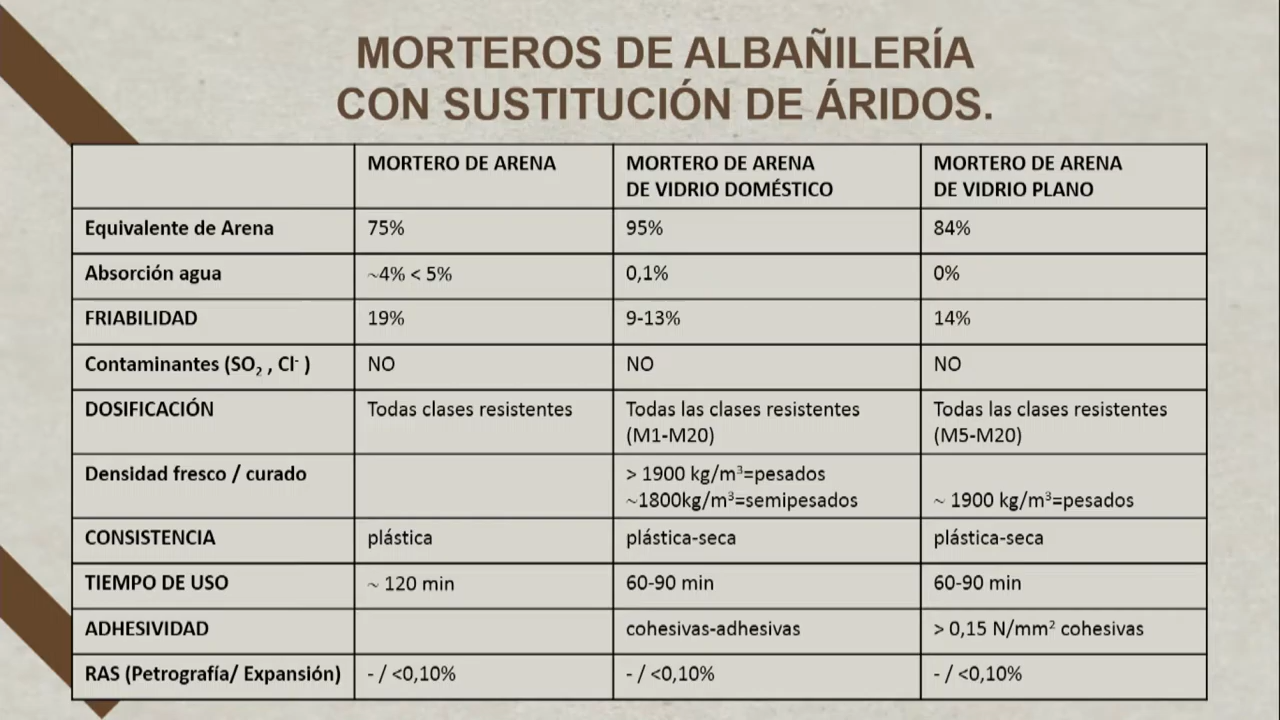 MORTEROS DE ALBAÑILERÍA
CON SUSTITUCIÓN DE ÁRIDOS.
MORTERO DE ARENA
MORTERO DE ARENA
DE VIDRIO DOMÉSTICO
MORTERO DE ARENA
DE VIDRIO PLANO
Equivalente de Arena 75% 95% 84%
Absorción agua ~4% < 5% 0,1% 0%
FRIABILIDAD 19% 9-13% 14%
Contaminantes (SO₂ , Cl⁻ ) NO NO NO
DOSIFICACIÓN
Todas clases resistentes
Todas las clases resistentes
(M1-M20)
Todas las clases resistentes
(M5-M20)
Densidad fresco / curado
> 1900 kg/m³=pesados
~1800kg/m³=semipesados
~ 1900 kg/m³=pesados
CONSISTENCIA plástica plástica-seca plástica-seca
TIEMPO DE USO ~ 120 min 60-90 min 60-90 min
ADHESIVIDAD cohesivas-adhesivas > 0,15 N/mm² cohesivas
RAS (Petrografía/ Expansión) - / <0,10% - / <0,10% - / <0,10%